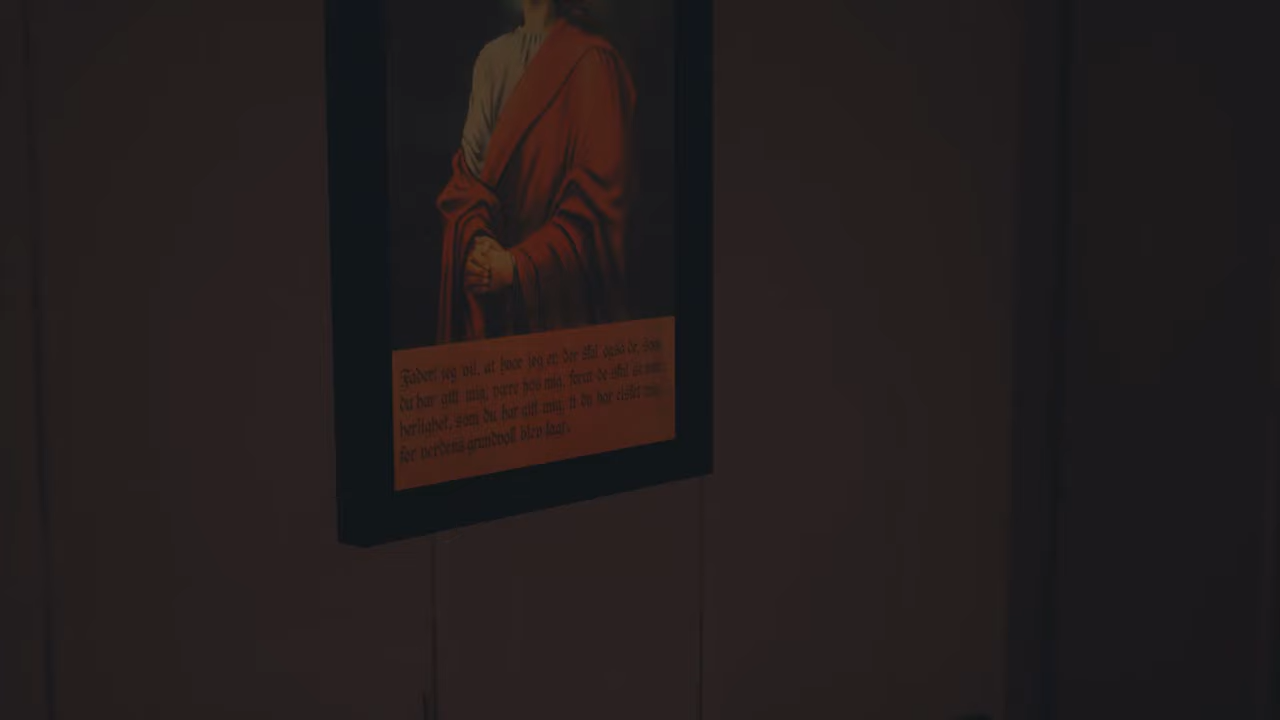 Fader! jeg vil, at hvor jeg er, der skal også de, som
du har gitt mig, være hos mig, forat de skal se min
herlighet, som du har gitt mig, ti du har elsket mig
før verdens grundvoll blev lagt.